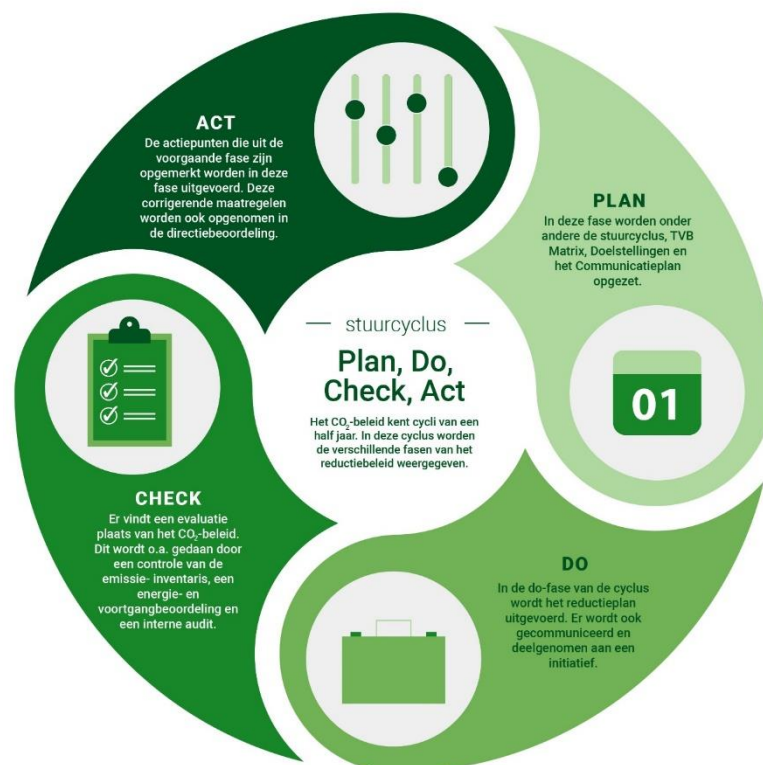 stuurcyclus
Plan, Do,
Check, Act
Het CO₂-beleid kent cycli van een
half jaar. In deze cyclus worden
de verschillende fasen van het
reductiebeleid weergegeven.
PLAN
In deze fase worden onder
andere de stuurcyclus, TVB
Matrix, Doelstellingen en
het Communicatieplan
opgezet.
01
DO
In de do-fase van de cyclus
wordt het reductieplan
uitgevoerd. Er wordt ook
gecommuniceerd en
deelgenomen aan een
initiatief.
CHECK
Er vindt een evaluatie
plaats van het CO₂-beleid.
Dit wordt o.a. gedaan door
een controle van de
emissie- inventaris, een
energie- en
voortgangbeoordeling en
een interne audit.
ACT
De actiepunten die uit de
voorgaande fase zijn
opgemerkt worden in deze
fase uitgevoerd. Deze
corrigerende maatregelen
worden ook opgenomen in
de directiebeoordeling.